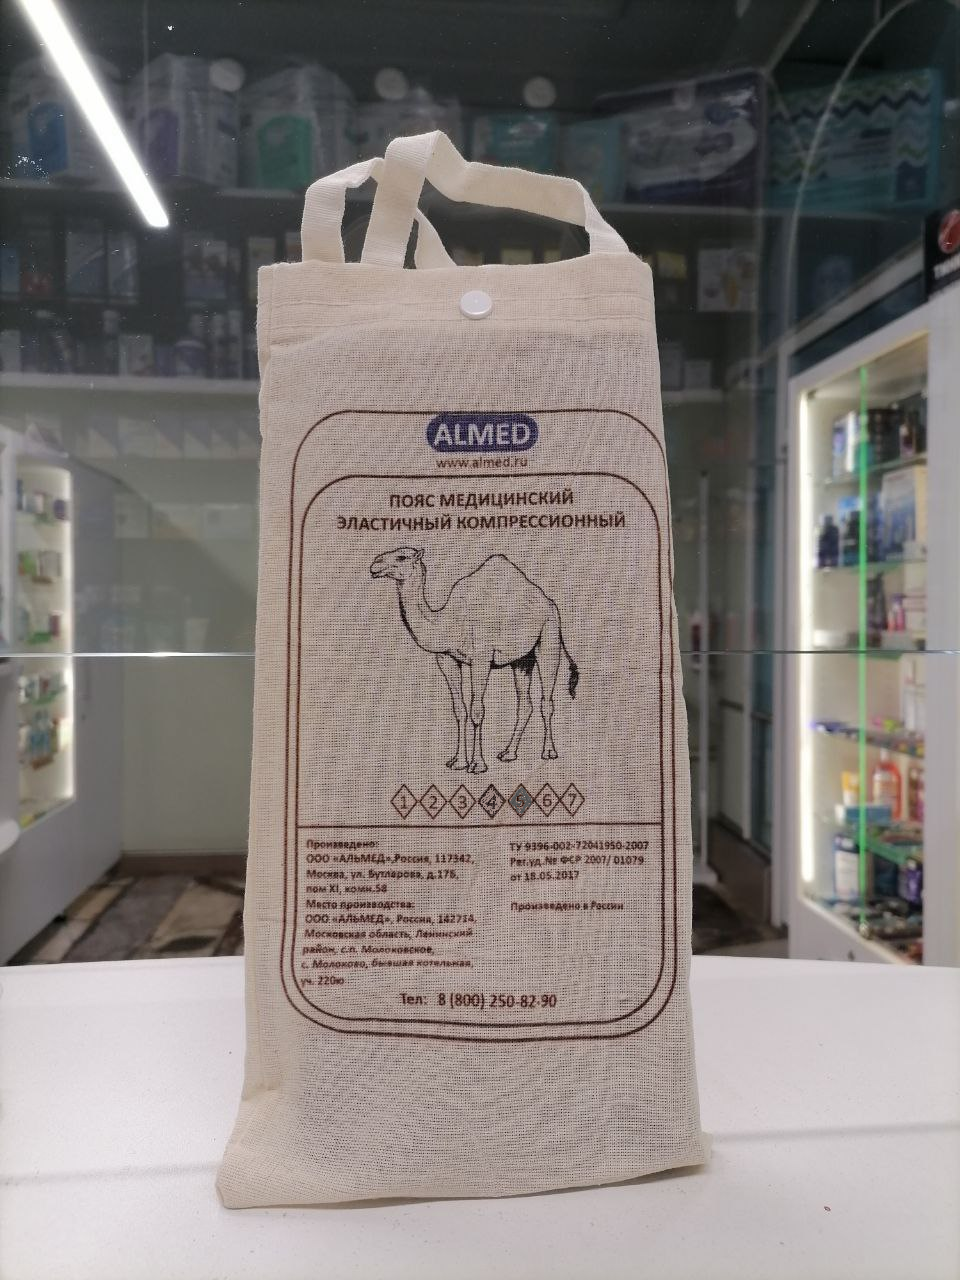 ALMED
www.almed.ru
ПОЯС МЕДИЦИНСКИЙ
ЭЛАСТИЧНЫЙ КОМПРЕССИОННЫЙ
1 2 3 4 5 6 7
Произведено:
ООО «АЛЬМЕД»,Россия, 117342,
Москва, ул. Бутлерова, д.17Б,
пом XI, комн.58
Место производства:
ООО «АЛЬМЕД», Россия, 142714,
Московская область, Ленинский
район, с.п. Молоковское,
с. Молоково, бывшая котельная,
уч. 220ю
ТУ 9396-002-72041950-2007
Рег.уд.№ ФСР 2007/ 01079
от 18.05.2017
Произведено в России
Тел: 8 (800) 250-82-90